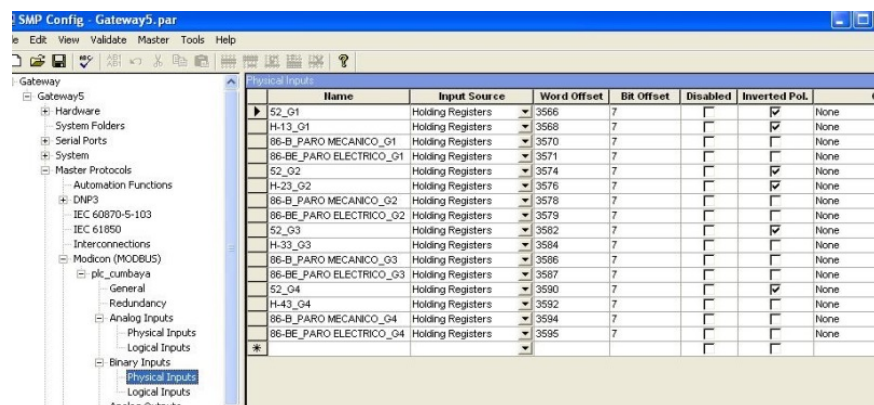 SMP Config - Gateway5.par
Edit View Validate Master Tools Help
Gateway
Gateway5
Hardware
System Folders
Serial Ports
System
Master Protocols
Automation Functions
DNP3
IEC 60870-5-103
IEC 61850
Interconnections
Modicon (MODBUS)
plc_cumbaya
General
Redundancy
Analog Inputs
Physical Inputs
Logical Inputs
Binary Inputs
Physical Inputs
Logical Inputs
Physical Inputs
Name Input Source Word Offset Bit Offset Disabled Inverted Pol.
52_G1 Holding Registers 3566 7 None
H-13_G1 Holding Registers 3568 7 None
86-B_PARO MECANICO_G1 Holding Registers 3570 7 None
86-BE_PARO ELECTRICO_G1 Holding Registers 3571 7 None
52_G2 Holding Registers 3574 7 None
H-23_G2 Holding Registers 3576 7 None
86-B_PARO MECANICO_G2 Holding Registers 3578 7 None
86-BE_PARO ELECTRICO_G2 Holding Registers 3579 7 None
52_G3 Holding Registers 3582 7 None
H-33_G3 Holding Registers 3584 7 None
86-B_PARO MECANICO_G3 Holding Registers 3586 7 None
86-BE_PARO ELECTRICO_G3 Holding Registers 3587 7 None
52_G4 Holding Registers 3590 7 None
H-43_G4 Holding Registers 3592 7 None
86-B_PARO MECANICO_G4 Holding Registers 3594 7 None
86-BE_PARO ELECTRICO_G4 Holding Registers 3595 7 None